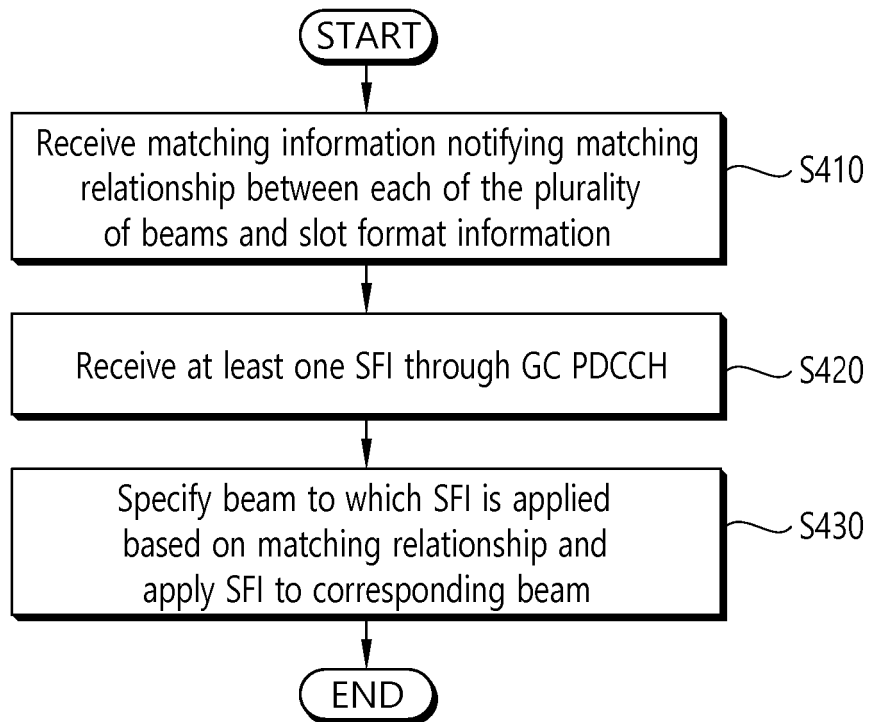 START
Receive matching information notifying matching
relationship between each of the plurality
of beams and slot format information
S410
Receive at least one SFI through GC PDCCH
S420
Specify beam to which SFI is applied
based on matching relationship and
apply SFI to corresponding beam
S430
END